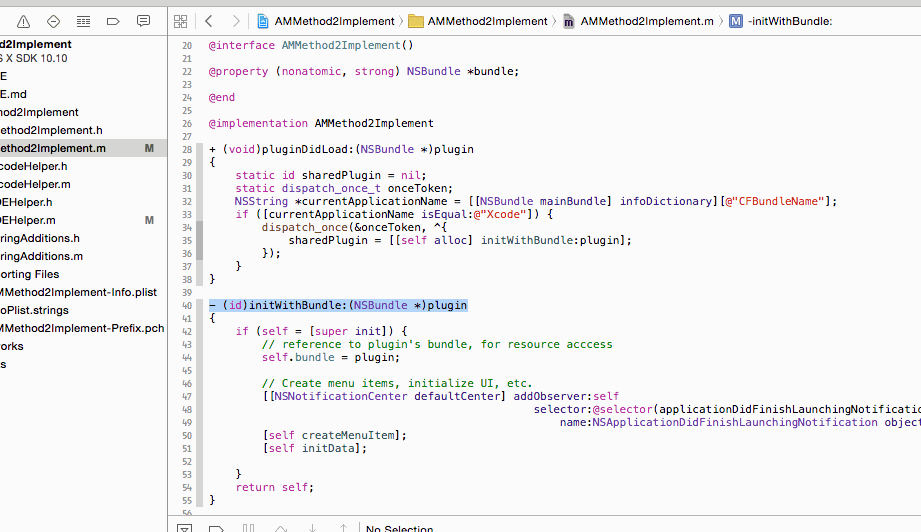 AMMethod2Implement AMMethod2Implement AMMethod2Implement.m M -initWithBundle:
d2Implement
S X SDK 10.10
E
E.md
nod2Implement
ethod2Implement.h
ethod2Implement.m M
codeHelper.h
codeHelper.m
DEHelper.h
DEHelper.m M
ringAdditions.h
ringAdditions.m
orting Files
MMethod2Implement-Info.plist
oPlist.strings
MMethod2Implement-Prefix.pch
orks
s
20 @interface AMMethod2Implement()
21
22 @property (nonatomic, strong) NSBundle *bundle;
23
24 @end
25
26 @implementation AMMethod2Implement
27
28 + (void)pluginDidLoad:(NSBundle *)plugin
29 {
30 static id sharedPlugin = nil;
31 static dispatch_once_t onceToken;
32 NSString *currentApplicationName = [[NSBundle mainBundle] infoDictionary][@"CFBundleName"];
33 if ([currentApplicationName isEqual:@"Xcode"]) {
34 dispatch_once(&onceToken, ^{
35 sharedPlugin = [[self alloc] initWithBundle:plugin];
36 });
37 }
38 }
39
40 - (id)initWithBundle:(NSBundle *)plugin
41 {
42 if (self = [super init]) {
43 // reference to plugin's bundle, for resource acccess
44 self.bundle = plugin;
45
46 // Create menu items, initialize UI, etc.
47 [[NSNotificationCenter defaultCenter] addObserver:self
48 selector:@selector(applicationDidFinishLaunchingNotificatio
49 name:NSApplicationDidFinishLaunchingNotification objec
50 [self createMenuItem];
51 [self initData];
52
53 }
54 return self;
55 }
56
No Selection